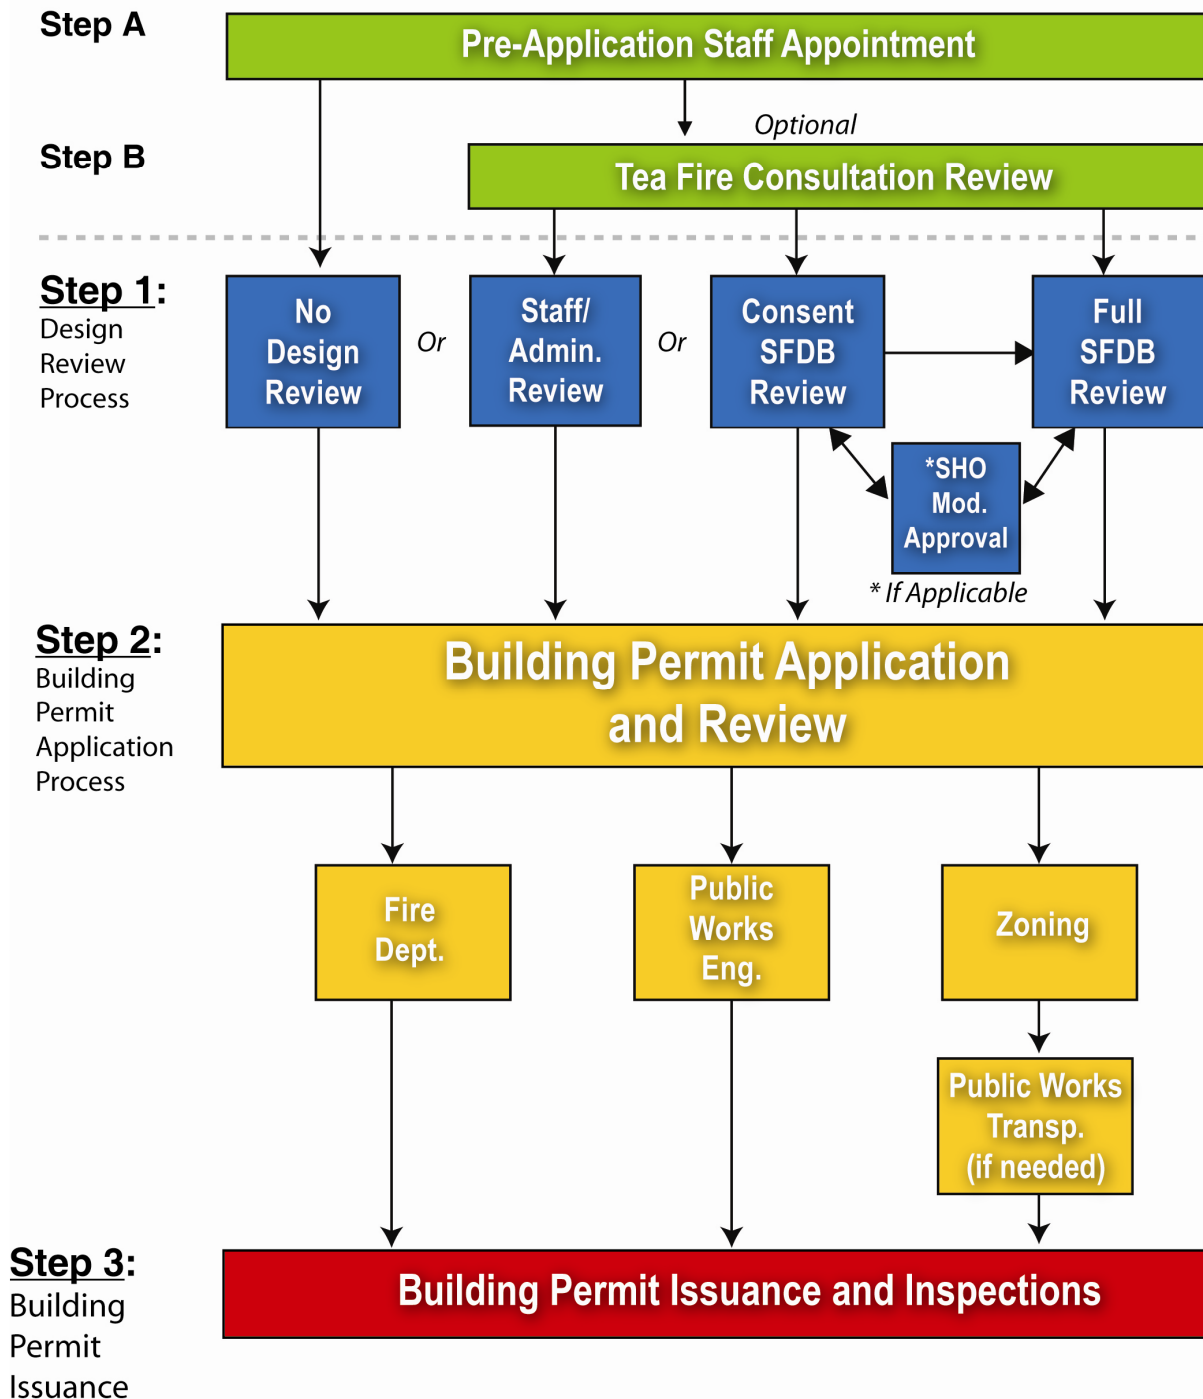 Step A
Pre-Application Staff Appointment
Optional
Step B
Tea Fire Consultation Review
Step 1:
Design
Review
Process
No
Design
Review
Or
Staff/
Admin.
Review
Or
Consent
SFDB
Review
Full
SFDB
Review
*SHO
Mod.
Approval
* If Applicable
Step 2:
Building
Permit
Application
Process
Building Permit Application
and Review
Fire
Dept.
Public
Works
Eng.
Zoning
Public Works
Transp.
(if needed)
Step 3:
Building
Permit
Issuance
Building Permit Issuance and Inspections